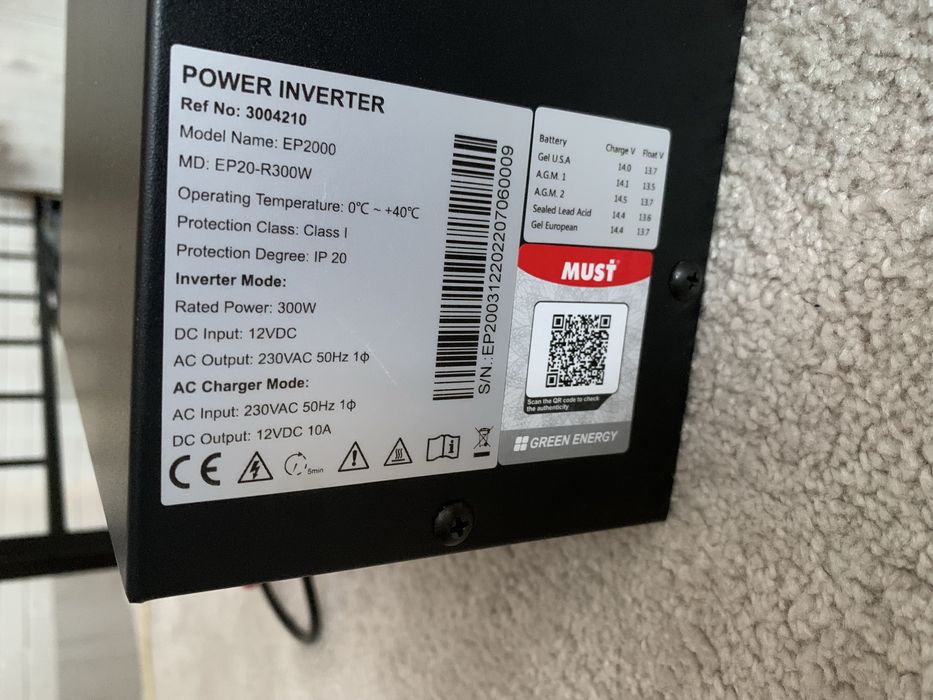 POWER INVERTER
Ref No: 3004210
Model Name: EP2000
MD: EP20-R300W
Operating Temperature: 0℃ ~ +40℃
Protection Class: Class I
Protection Degree: IP 20
Inverter Mode:
Rated Power: 300W
DC Input: 12VDC
AC Output: 230VAC 50Hz 1ϕ
AC Charger Mode:
AC Input: 230VAC 50Hz 1ϕ
DC Output: 12VDC 10A
CE
5min
S/N.:EP20031220220706​0009
Battery Charge V Float V
Gel U.S.A 14.0 13.7
A.G.M. 1 14.1 13.5
A.G.M. 2 14.5 13.7
Sealed Lead Acid 14.4 13.6
Gel European 14.4 13.7
MUST
Scan the QR code to check
the authenticity
GREEN ENERGY